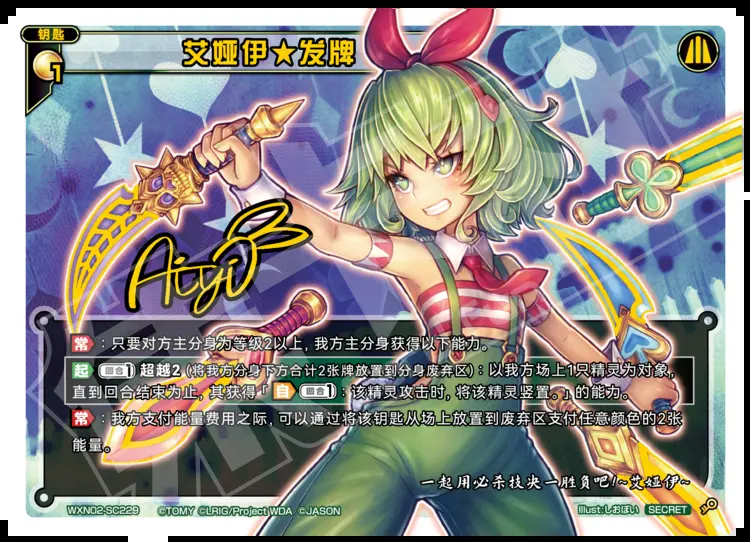 钥匙
1
艾娅伊★发牌
Aiyi
常：只要对方主分身为等级2以上，我方主分身获得以下能力。
起 回合1 超越2（将我方分身下方合计2张牌放置到分身废弃区）：以我方场上1只精灵为对象，
直到回合结束为止，其获得「自 回合1：该精灵攻击时，将该精灵竖置。」的能力。
常：我方支付能量费用之际，可以通过将该钥匙从场上放置到废弃区支付任意颜色的2张
能量。
一起用必杀技决一胜負吧!~艾娅伊~
WXN02-SC229 ©TOMY ©LRIG/Project WDA ©JASON Illust:しおぼい SECRET